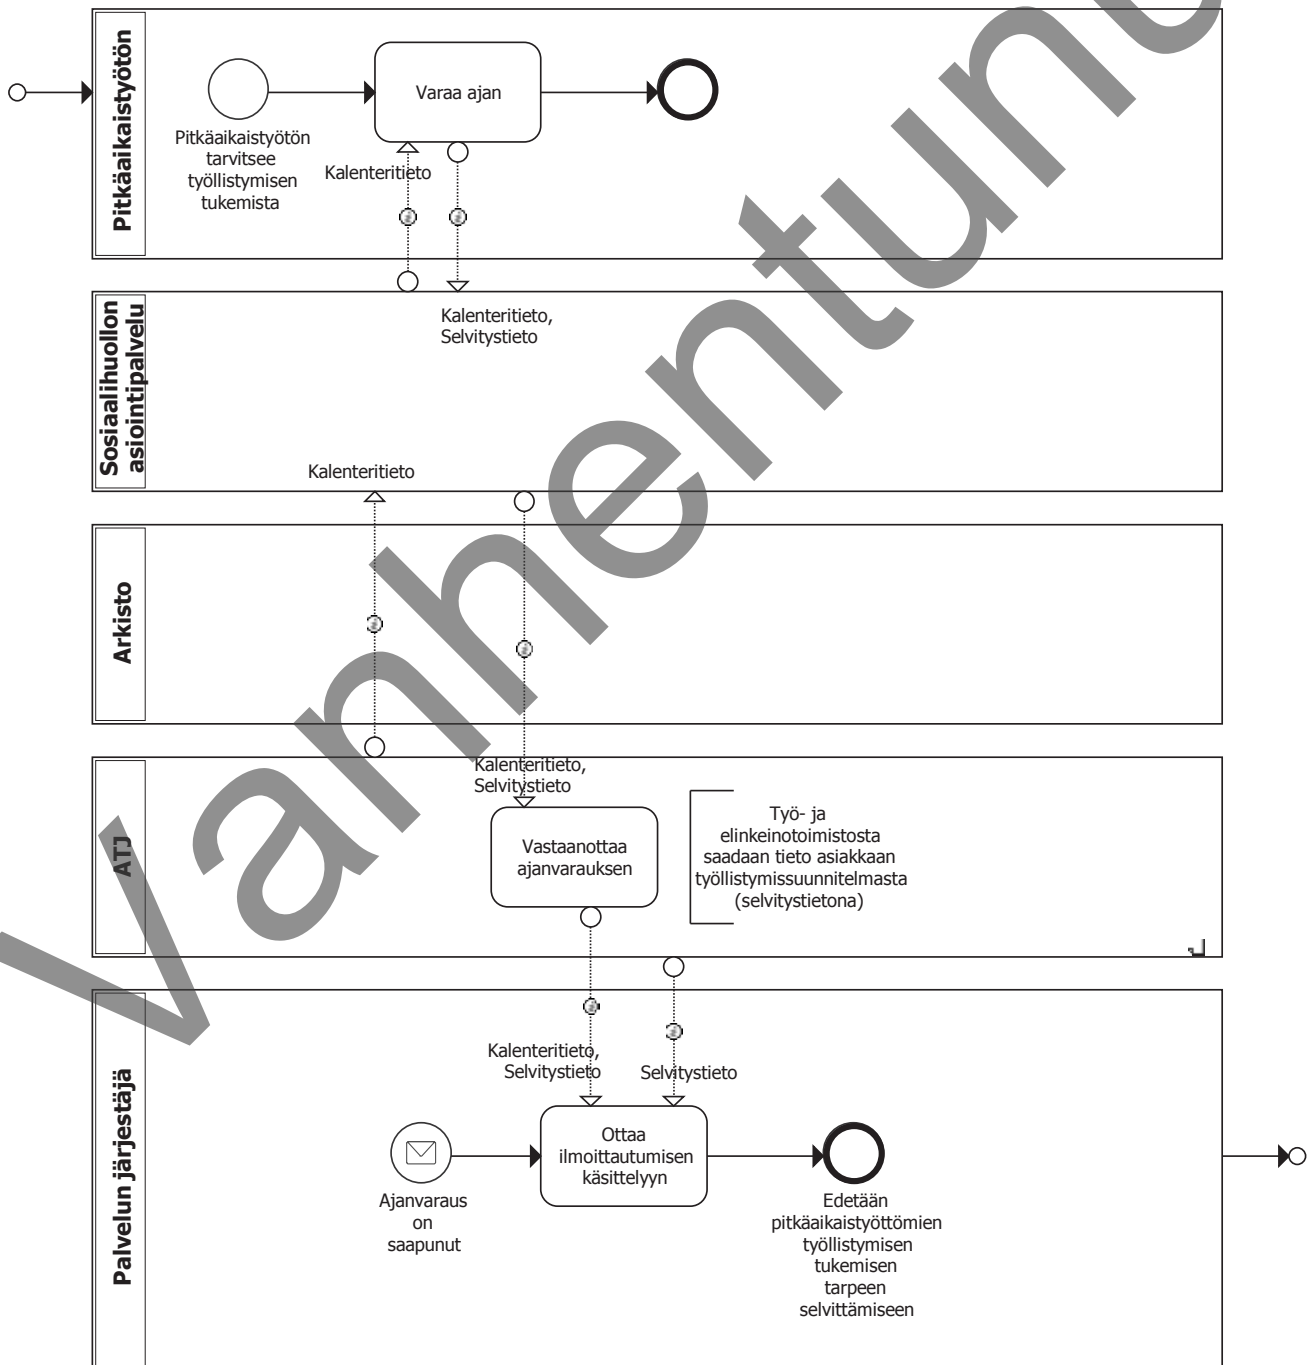 Pitkäaikaistyötön
Varaa ajan
Pitkäaikaistyötön
tarvitsee
työllistymisen
tukemista
Kalenteritieto
Sosiaalihuollon
asiointipalvelu
Kalenteritieto,
Selvitystieto
Kalenteritieto
Arkisto
ATJ
Kalenteritieto,
Selvitystieto
Vastaanottaa
ajanvarauksen
Työ- ja
elinkeinotoimistosta
saadaan tieto asiakkaan
työllistymissuunnitelmasta
(selvitystietona)
Palvelun järjestäjä
Kalenteritieto,
Selvitystieto
Selvitystieto
Ajanvaraus
on
saapunut
Ottaa
ilmoittautumisen
käsittelyyn
Edetään
pitkäaikaistyöttömien
työllistymisen
tukemisen
tarpeen
selvittämiseen
Vanhentunu